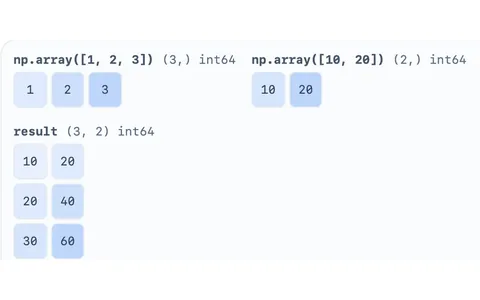 np.array([1, 2, 3]) (3,) int64 np.array([10, 20]) (2,) int64
1 2 3 10 20
result (3, 2) int64
10 20
20 40
30 60